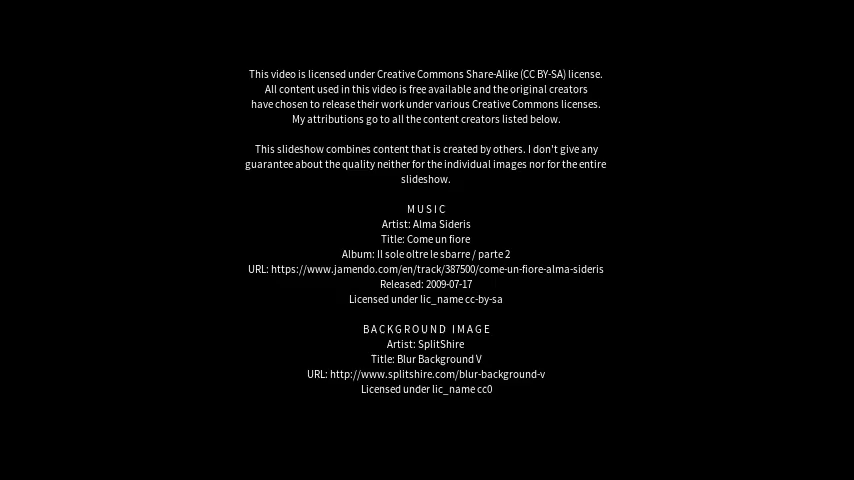 This video is licensed under Creative Commons Share-Alike (CC BY-SA) license.
All content used in this video is free available and the original creators
have chosen to release their work under various Creative Commons licenses.
My attributions go to all the content creators listed below.
This slideshow combines content that is created by others. I don't give any
guarantee about the quality neither for the individual images nor for the entire
slideshow.
MUSIC
Artist: Alma Sideris
Title: Come un fiore
Album: Il sole oltre le sbarre / parte 2
URL: https://www.jamendo.com/en/track/387500/come-un-fiore-alma-sideris
Released: 2009-07-17
Licensed under lic_name cc-by-sa
BACKGROUND IMAGE
Artist: SplitShire
Title: Blur Background V
URL: http://www.splitshire.com/blur-background-v
Licensed under lic_name cc0